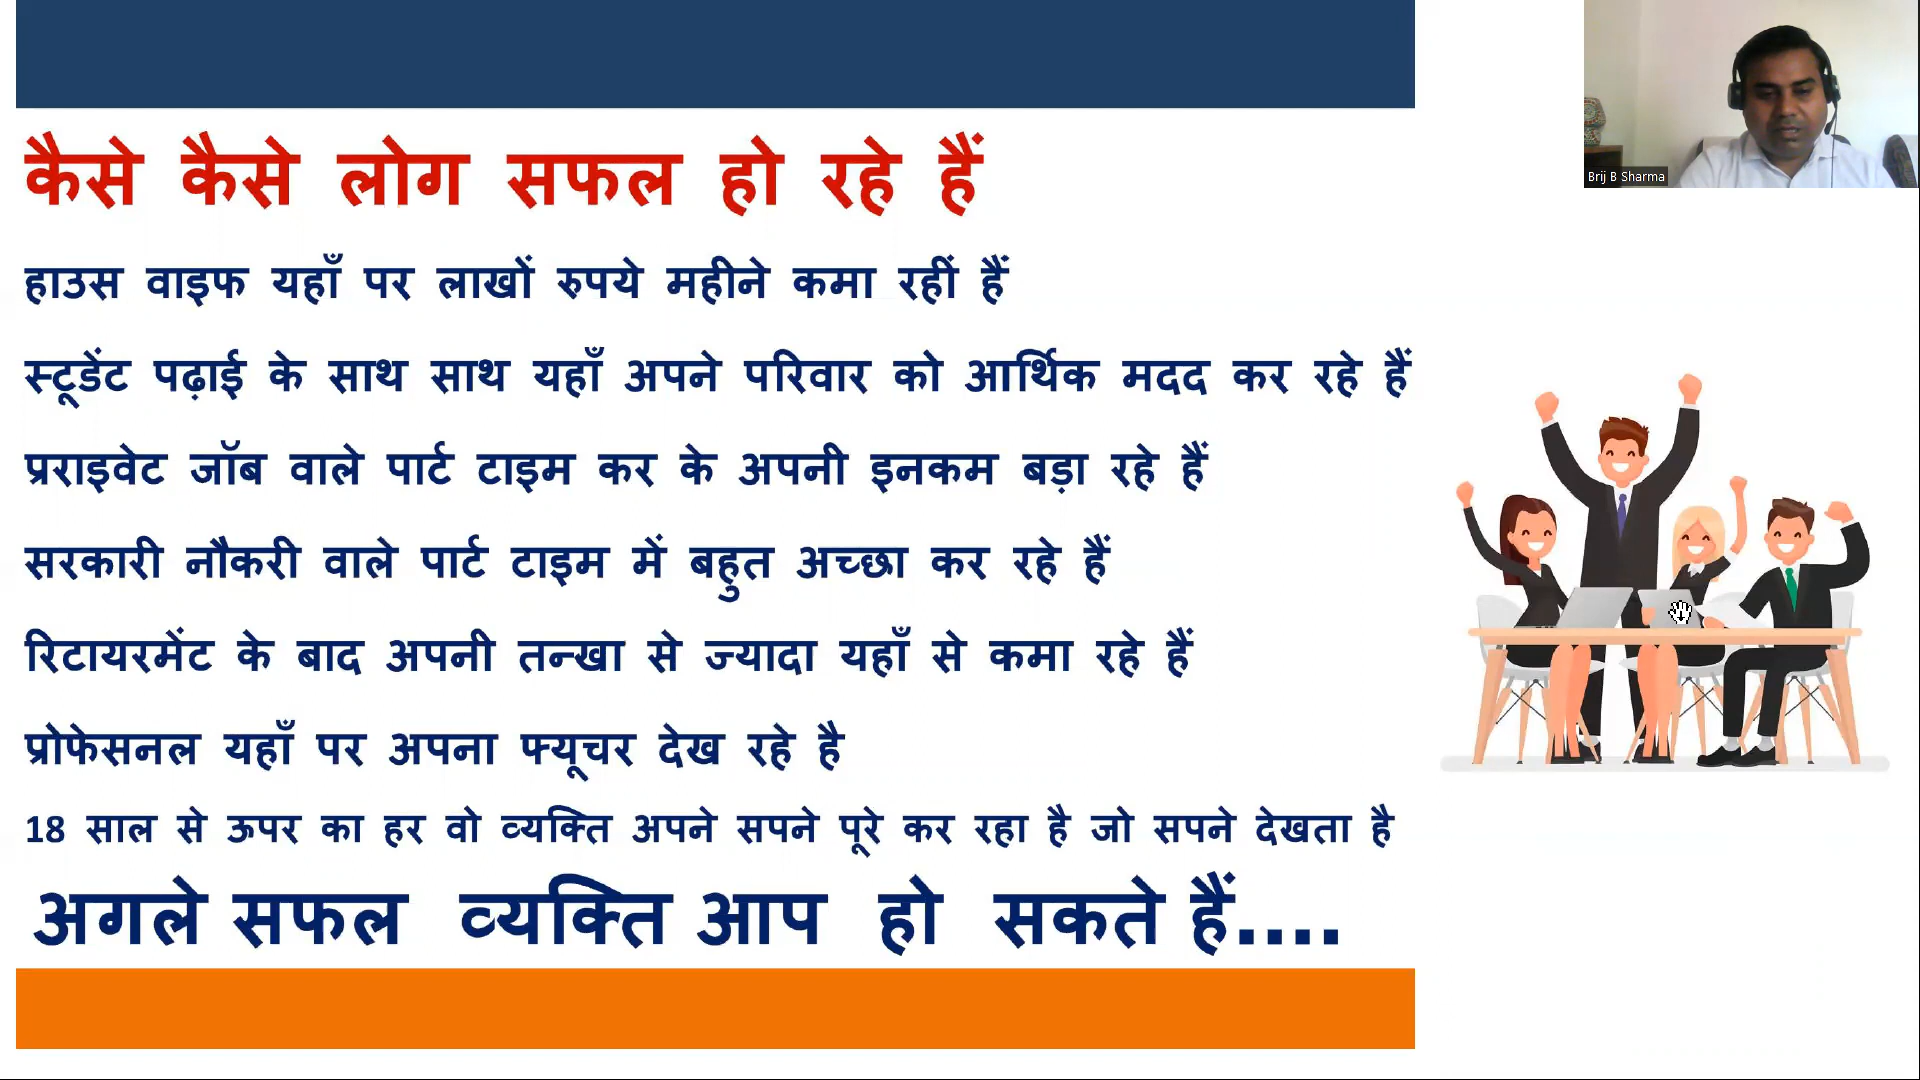 कैसे कैसे लोग सफल हो रहे हैं
हाउस वाइफ यहाँ पर लाखों रुपये महीने कमा रहीं हैं
स्टूडेंट पढ़ाई के साथ साथ यहाँ अपने परिवार को आर्थिक मदद कर रहे हैं
प्रराइवेट जॉब वाले पार्ट टाइम कर के अपनी इनकम बड़ा रहे हैं
सरकारी नौकरी वाले पार्ट टाइम में बहुत अच्छा कर रहे हैं
रिटायरमेंट के बाद अपनी तन्खा से ज्यादा यहाँ से कमा रहे हैं
प्रोफेसनल यहाँ पर अपना फ्यूचर देख रहे है
18 साल से ऊपर का हर वो व्यक्ति अपने सपने पूरे कर रहा है जो सपने देखता है
अगले सफल व्यक्ति आप हो सकते हैं....
Brij B Sharma